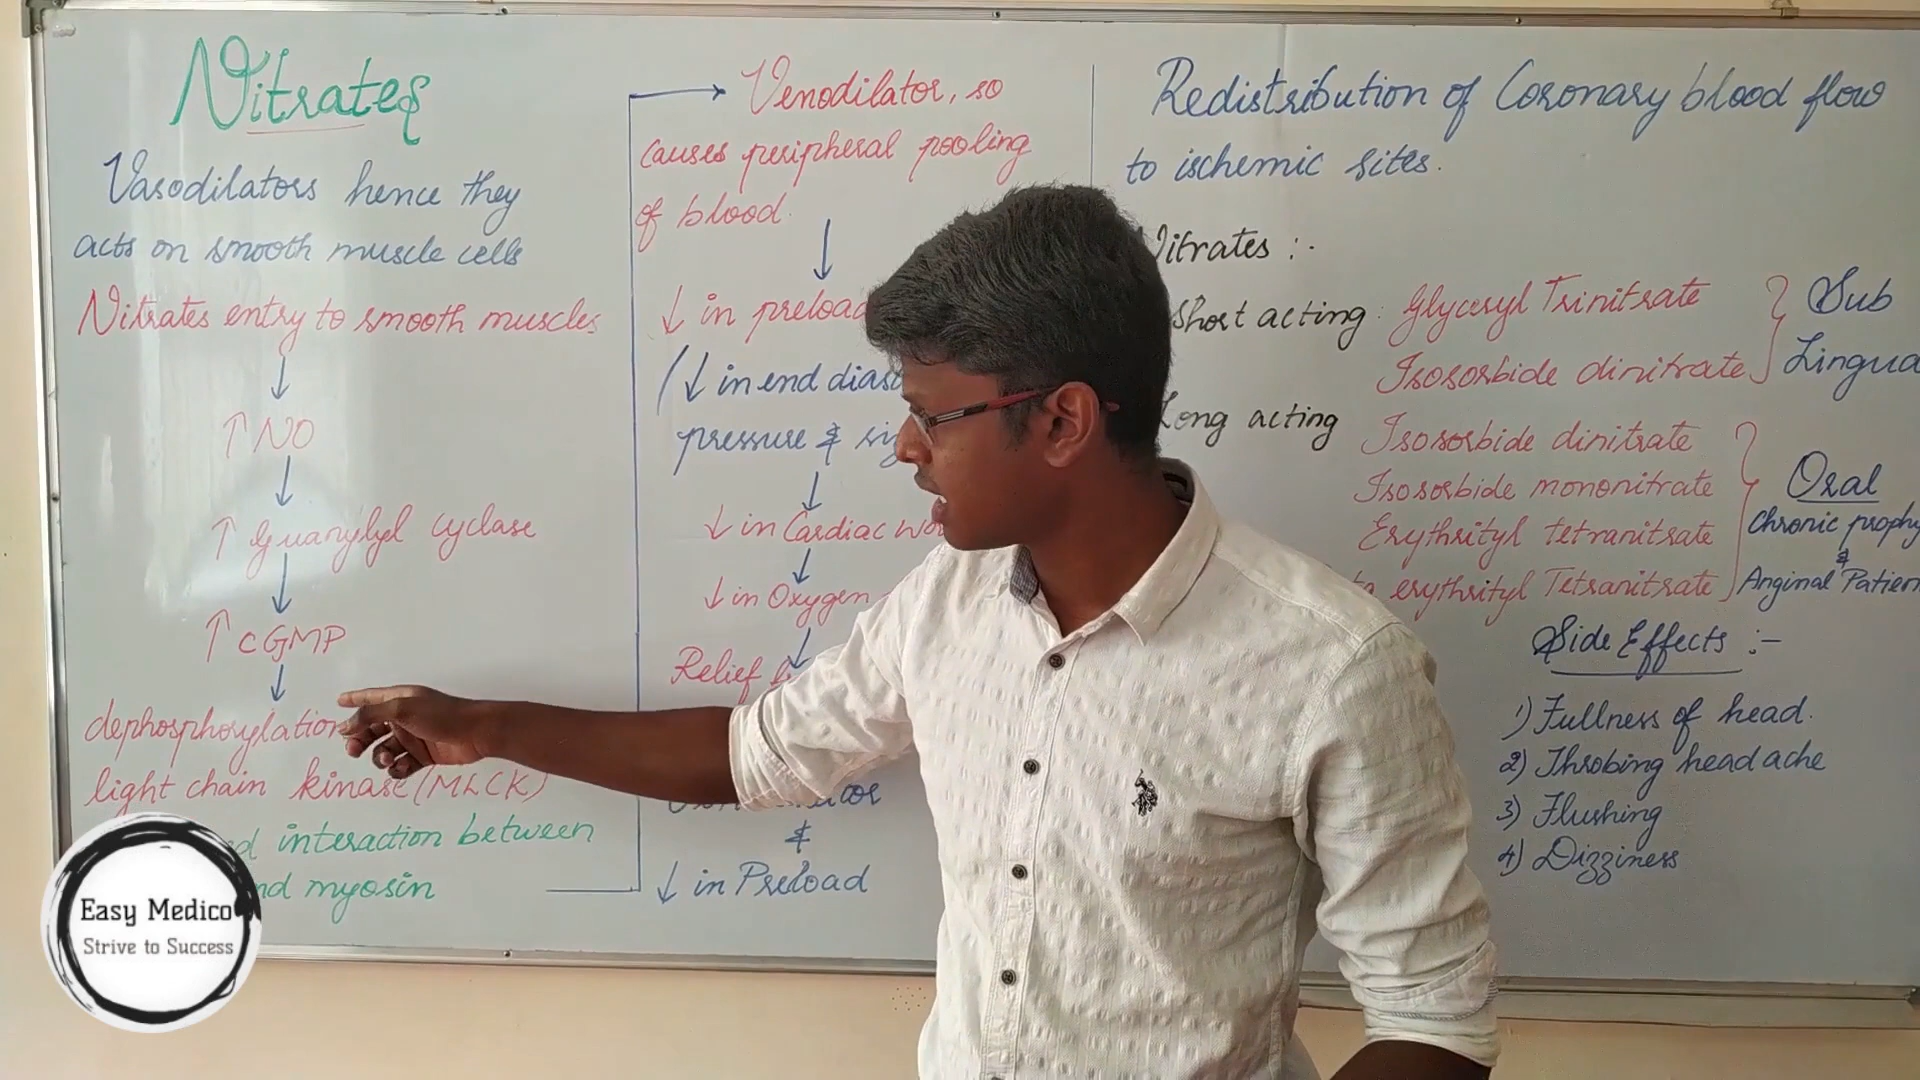 Nitrates
Vasodilators hence they
acts on smooth muscle cells
Nitrates entry to smooth muscles
↓
↑ NO
↓
↑ Guanylyl cyclase
↓
↑ cGMP
↓
dephosphorylation
light chain kinase (MLCK)
interaction between
nd myosin
→ Venodilator, so
causes peripheral pooling
of blood.
↓
↓ in preload
(↓ in end
pressure &
↓
↓ in Cardiac
↓
↓ in Oxygen
↓
Relief
&
↓ in Preload
Redistribution of Coronary blood flow
to ischemic sites.
Nitrates :-
Short acting : Glyceryl Trinitrate
Isosorbide dinitrate
Sub
Lingua
Long acting Isosorbide dinitrate
Isosorbide mononitrate
Erythrityl tetranitrate
erythrityl Tetranitrate
Oral
Chronic prophy
&
Anginal Patien
Side Effects :-
1) Fullness of head.
2) Throbing headache
3) Flushing
4) Dizziness
Easy Medico
Strive to Success